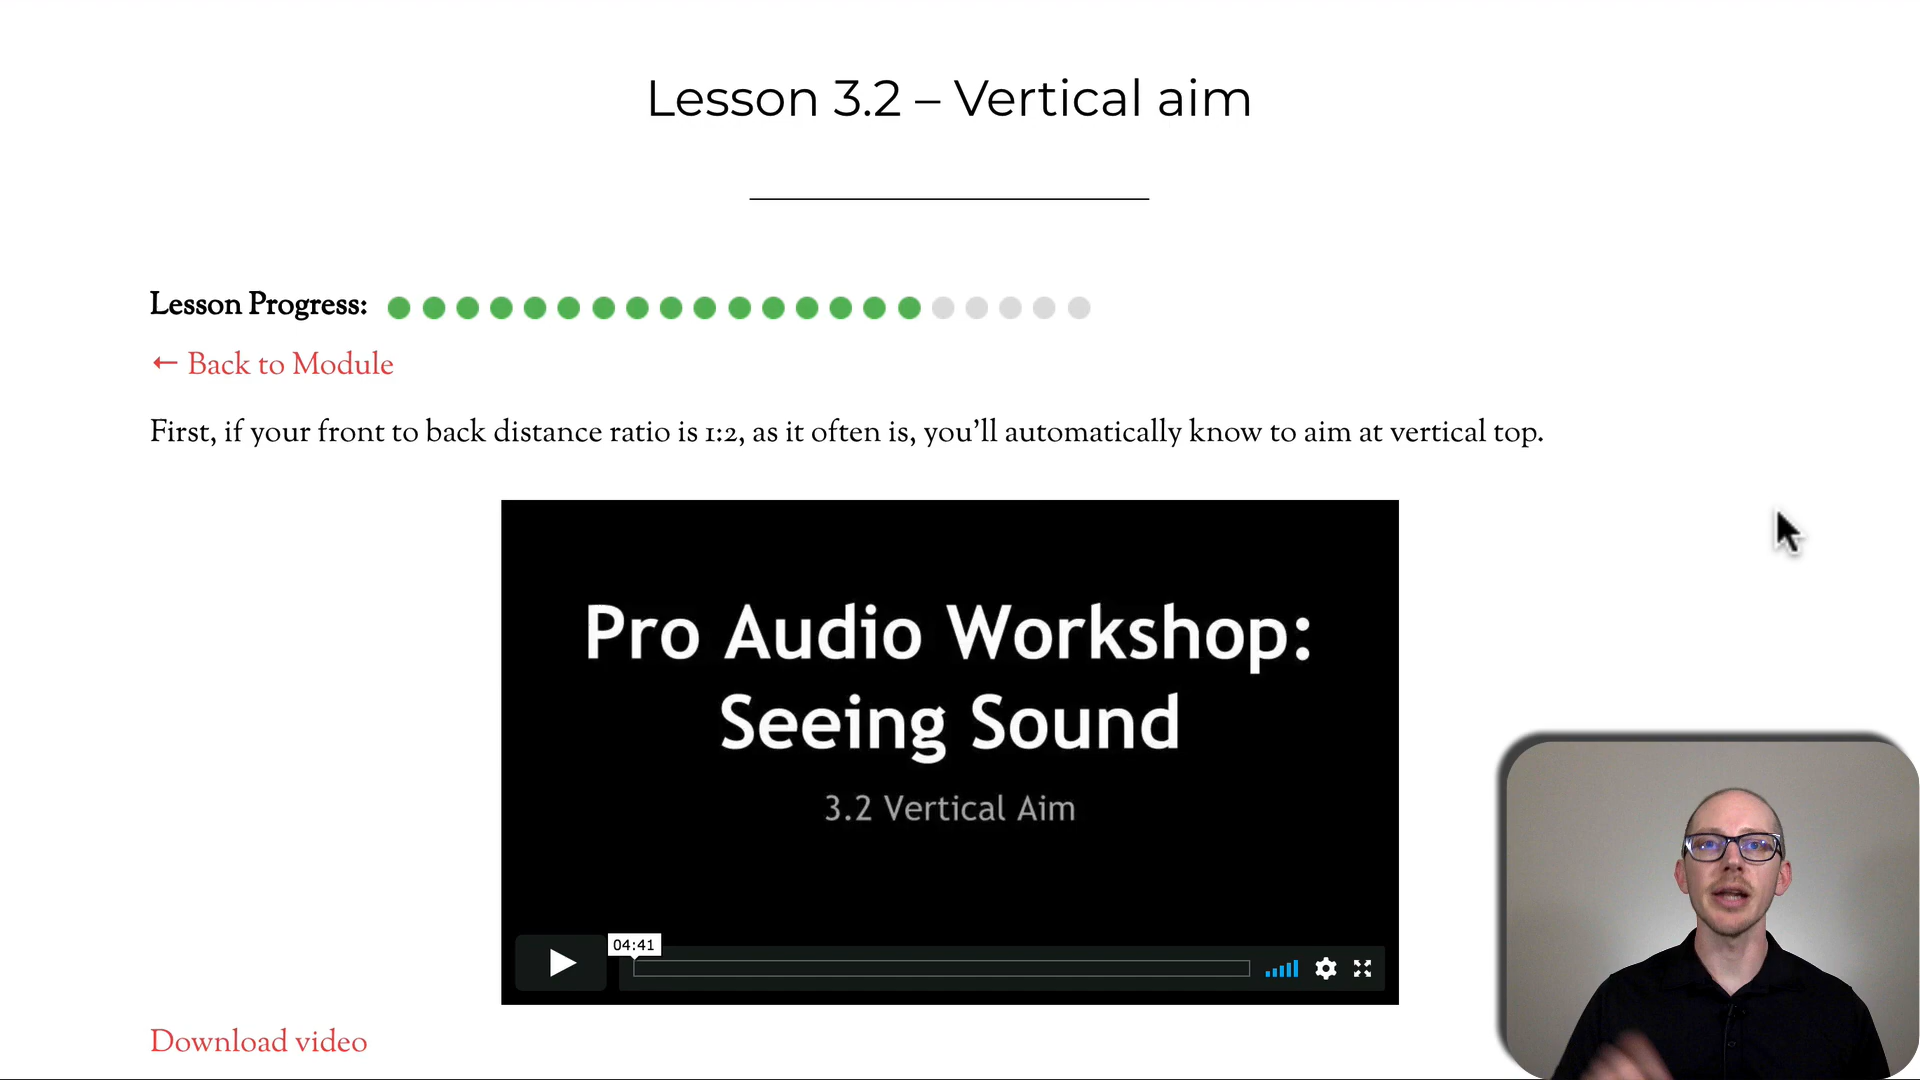 Lesson 3.2 – Vertical aim
Lesson Progress:
← Back to Module
First, if your front to back distance ratio is 1:2, as it often is, you'll automatically know to aim at vertical top.
Pro Audio Workshop:
Seeing Sound
3.2 Vertical Aim
04:41
Download video